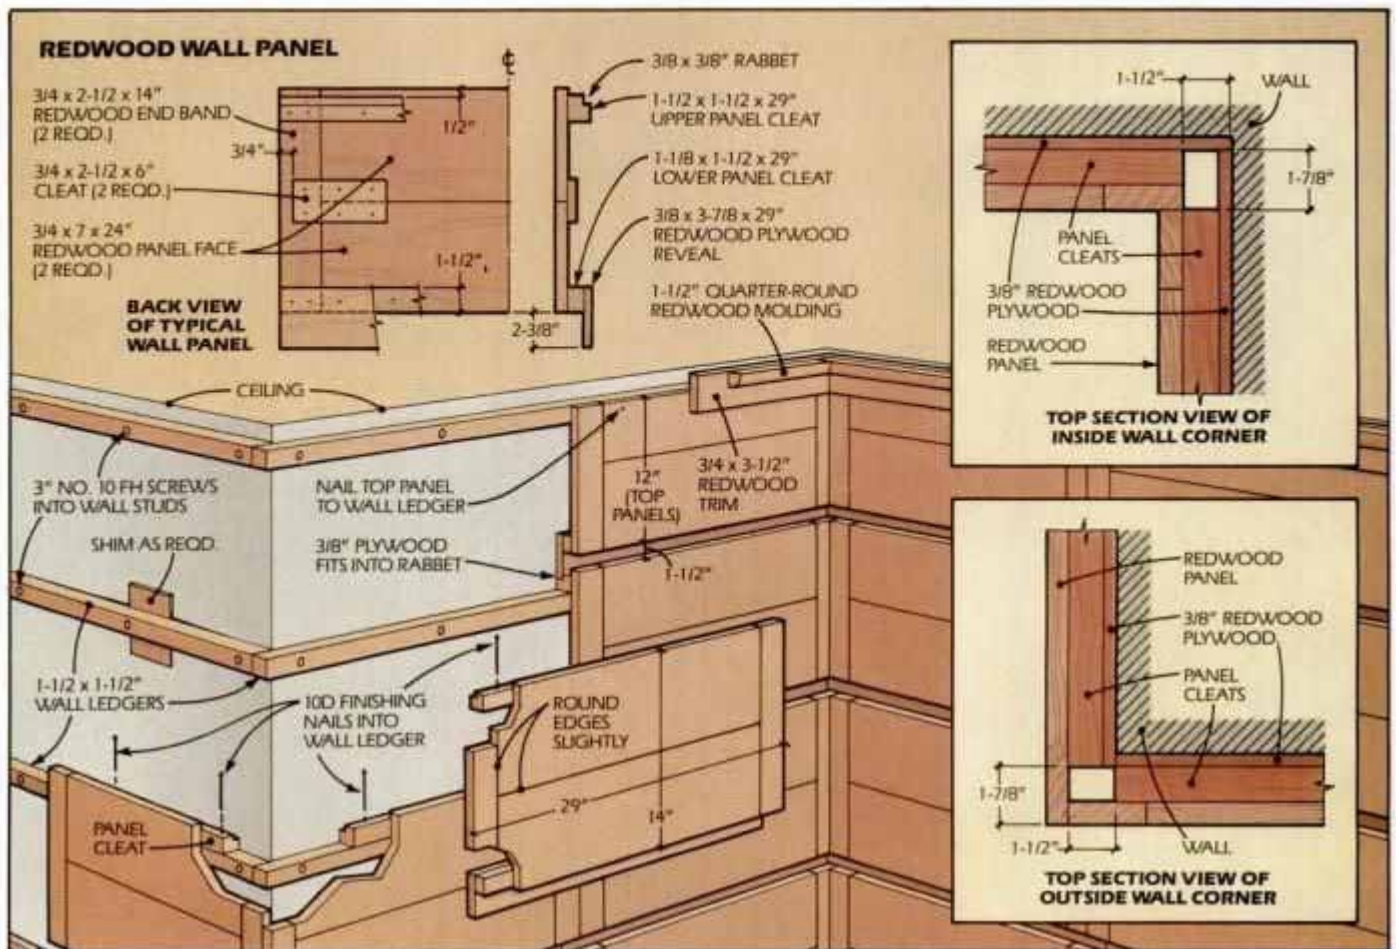 REDWOOD WALL PANEL
3/4 x 2-1/2 x 14"
REDWOOD END BAND
(2 REQD.)
3/4"
3/4 x 2-1/2 x 6"
CLEAT (2 REQD.)
3/4 x 7 x 24"
REDWOOD PANEL FACE
(2 REQD.)
BACK VIEW
OF TYPICAL
WALL PANEL
1/2"
1-1/2"
2-3/8"
3/8 x 3/8" RABBET
1-1/2 x 1-1/2 x 29"
UPPER PANEL CLEAT
1-1/8 x 1-1/2 x 29"
LOWER PANEL CLEAT
3/8 x 3-7/8 x 29"
REDWOOD PLYWOOD
REVEAL
1-1/2" QUARTER-ROUND
REDWOOD MOLDING
CEILING
3" NO. 10 FH SCREWS
INTO WALL STUDS
SHIM AS REQD.
NAIL TOP PANEL
TO WALL LEDGER
3/8" PLYWOOD
FITS INTO RABBET
12"
(TOP
PANELS)
1-1/2"
3/4 x 3-1/2"
REDWOOD
TRIM
1-1/2 x 1-1/2"
WALL LEDGERS
10D FINISHING
NAILS INTO
WALL LEDGER
ROUND
EDGES
SLIGHTLY
29"
14"
PANEL
CLEAT
1-1/2"
WALL
1-7/8"
PANEL
CLEATS
3/8" REDWOOD
PLYWOOD
REDWOOD
PANEL
TOP SECTION VIEW OF
INSIDE WALL CORNER
REDWOOD
PANEL
3/8" REDWOOD
PLYWOOD
PANEL
CLEATS
1-7/8"
1-1/2"
WALL
TOP SECTION VIEW OF
OUTSIDE WALL CORNER